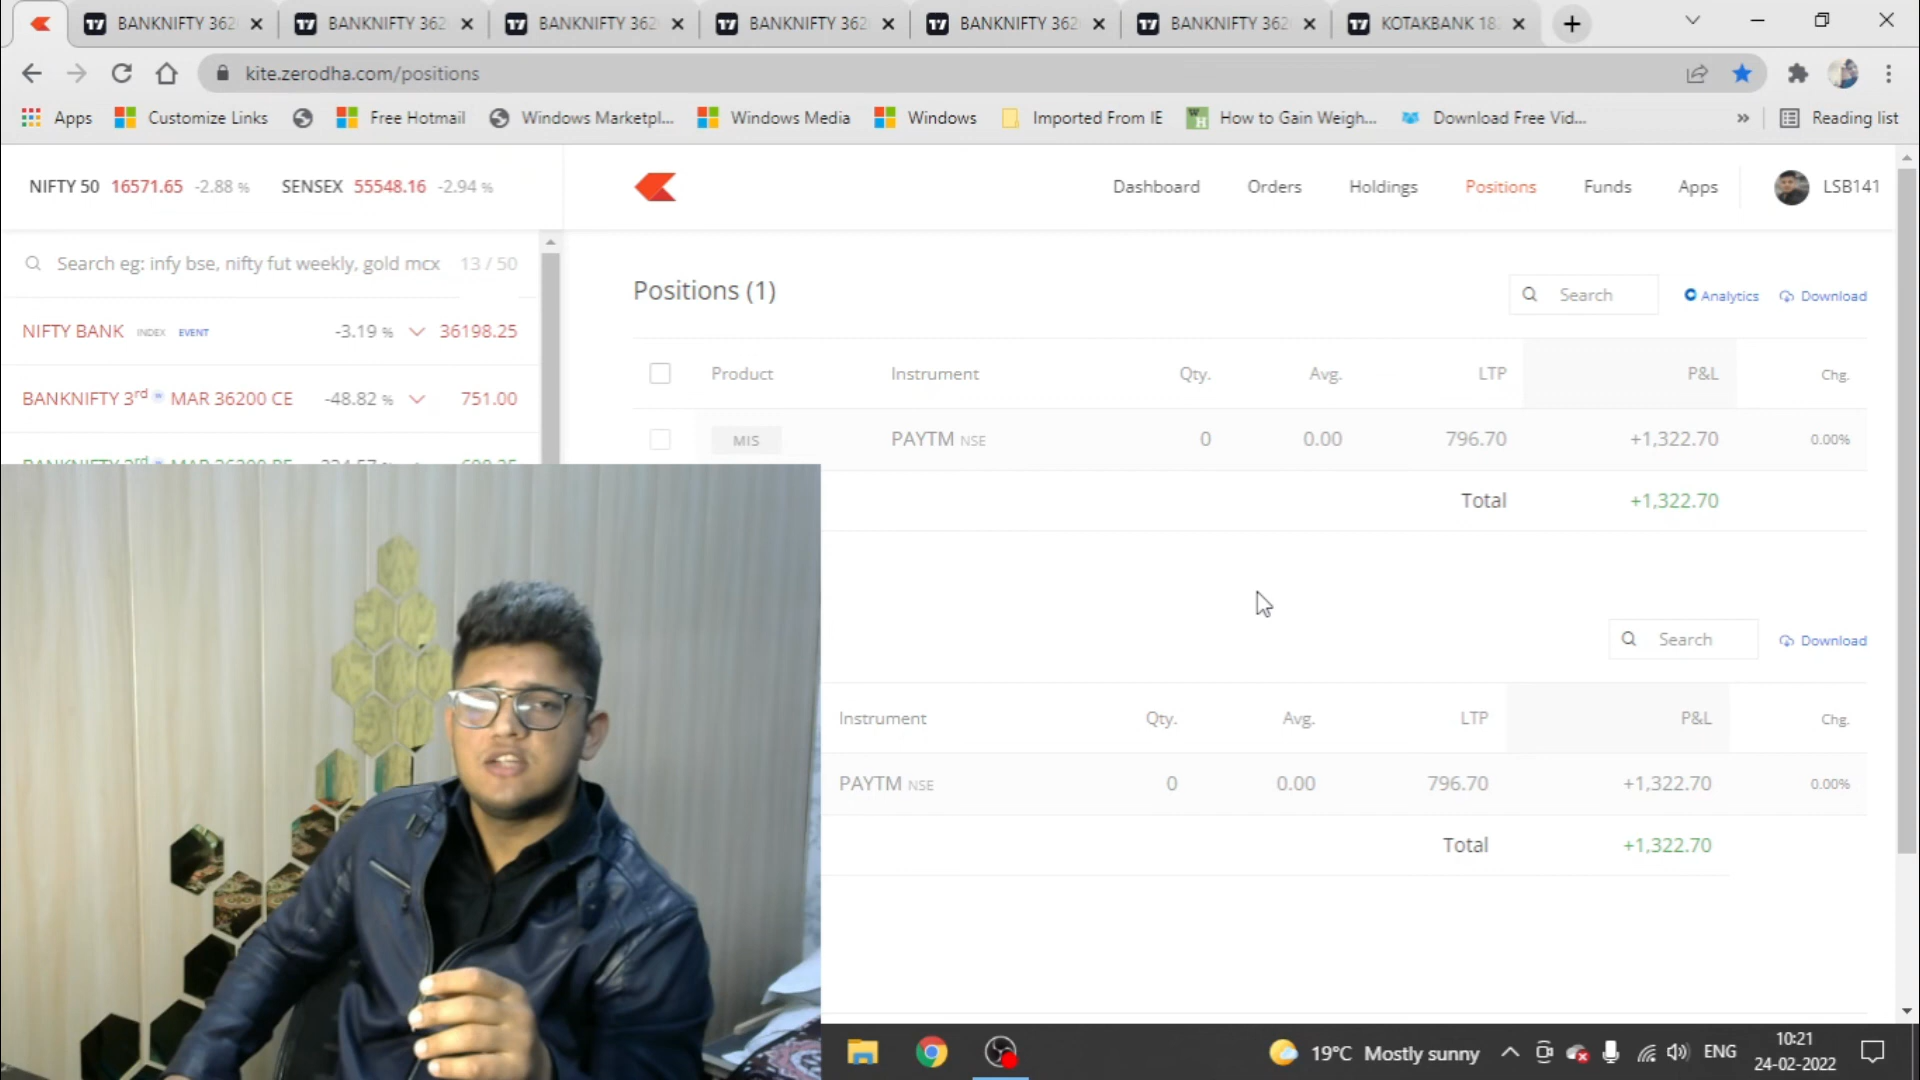 BANKNIFTY 362
BANKNIFTY 362
BANKNIFTY 362
BANKNIFTY 362
BANKNIFTY 362
BANKNIFTY 362
KOTAKBANK 18
kite.zerodha.com/positions
Apps
Customize Links
Free Hotmail
Windows Marketpl...
Windows Media
Windows
Imported From IE
How to Gain Weigh...
Download Free Vid...
»
Reading list
NIFTY 50 16571.65 -2.88 %
SENSEX 55548.16 -2.94 %
Dashboard
Orders
Holdings
Positions
Funds
Apps
LSB141
Search eg: infy bse, nifty fut weekly, gold mcx 13 / 50
NIFTY BANK INDEX EVENT -3.19 % 36198.25
BANKNIFTY 3rd w MAR 36200 CE -48.82 % 751.00
Positions (1)
Search
Analytics
Download
Product Instrument Qty. Avg. LTP P&L Chg.
MIS PAYTM NSE 0 0.00 796.70 +1,322.70 0.00%
Total +1,322.70
Search
Download
Instrument Qty. Avg. LTP P&L Chg.
PAYTM NSE 0 0.00 796.70 +1,322.70 0.00%
Total +1,322.70
19°C Mostly sunny
ENG
10:21
24-02-2022